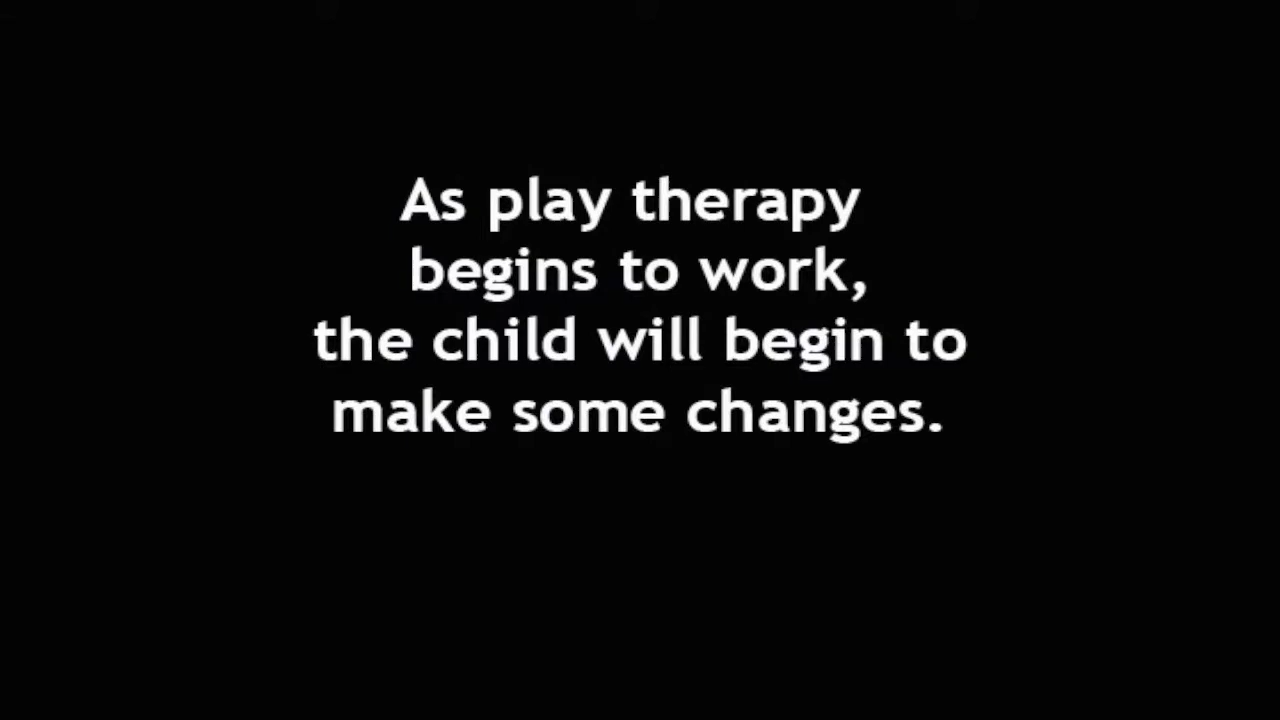 As play therapy
begins to work,
the child will begin to
make some changes.